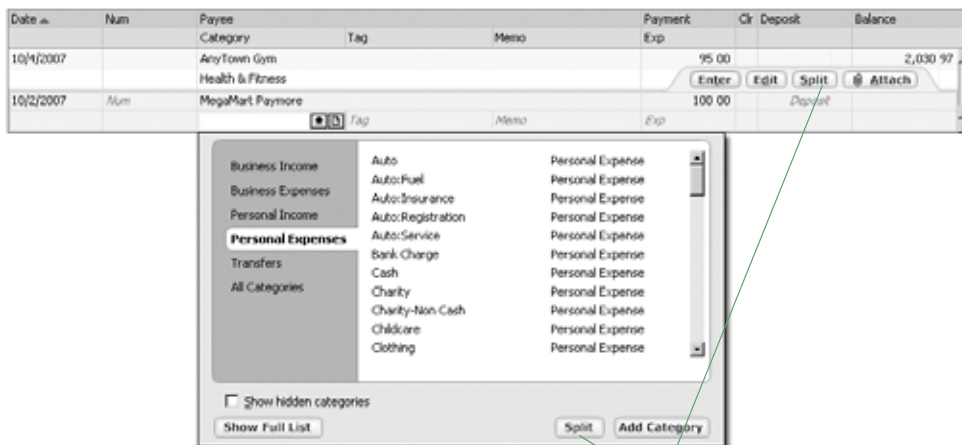 Date Num Payee Payment Clr Deposit Balance
Category Tag Memo Exp
10/4/2007 AnyTown Gym 95 00 2,030 97
Health & Fitness Enter Edit Split Attach
10/2/2007 Num MegaMart Paymore 100 00 Deposit
Tag Memo Exp
Business Income
Business Expenses
Personal Income
Personal Expenses
Transfers
All Categories
Auto Personal Expense
Auto:Fuel Personal Expense
Auto:Insurance Personal Expense
Auto:Registration Personal Expense
Auto:Service Personal Expense
Bank Charge Personal Expense
Cash Personal Expense
Charity Personal Expense
Charity-Non Cash Personal Expense
Childcare Personal Expense
Clothing Personal Expense
Show hidden categories
Show Full List Split Add Category